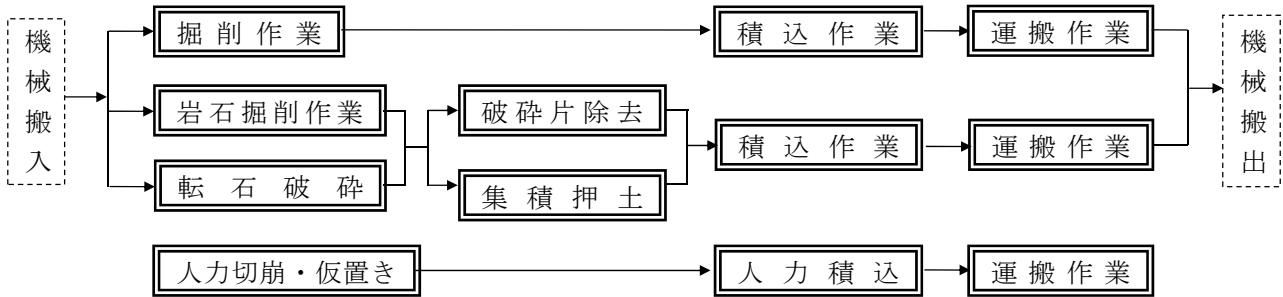 機械搬入
掘削作業
積込作業
運搬作業
機械搬出
岩石掘削作業
破砕片除去
積込作業
運搬作業
転石破砕
集積押土
人力切崩・仮置き
人力積込
運搬作業